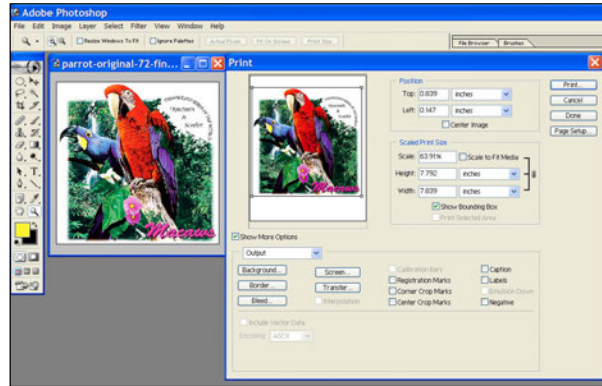 Adobe Photoshop
File Edit Image Layer Select Filter View Window Help
Resize Windows To Fit Ignore Palettes Actual Pixels Fit On Screen Print Size
File Browser Brushes
parrot-original-72-fin...
Macaws
Print
Macaws
Position
Top: 0.839 inches
Left: 0.147 inches
Center Image
Scaled Print Size
Scale: 63.91% Scale to Fit Media
Height: 7.792 inches
Width: 7.839 inches
Show Bounding Box
Print Selected Area
Print...
Cancel
Done
Page Setup...
Show More Options
Output
Background...
Border...
Bleed...
Screen...
Transfer...
Interpolation
Calibration Bars
Registration Marks
Corner Crop Marks
Center Crop Marks
Caption
Labels
Emulsion Down
Negative
Include Vector Data
Encoding: ASCII